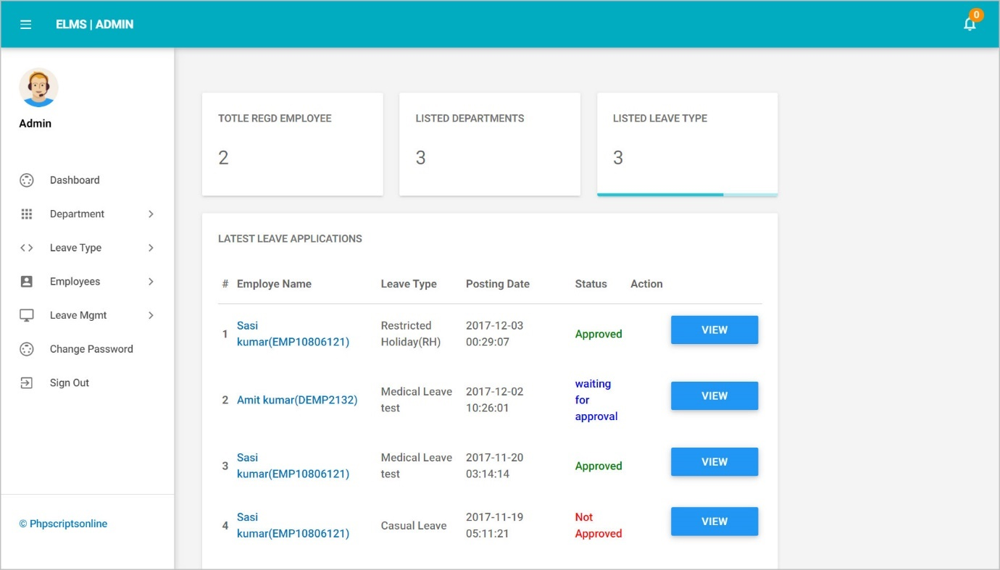 ELMS | ADMIN
0
Admin
Dashboard
Department
Leave Type
Employees
Leave Mgmt
Change Password
Sign Out
© Phpscriptsonline
TOTLE REGD EMPLOYEE
2
LISTED DEPARTMENTS
3
LISTED LEAVE TYPE
3
LATEST LEAVE APPLICATIONS
# Employe Name Leave Type Posting Date Status Action
1 Sasi kumar(EMP10806121) Restricted Holiday(RH) 2017-12-03 00:29:07 Approved VIEW
2 Amit kumar(DEMP2132) Medical Leave test 2017-12-02 10:26:01 waiting for approval VIEW
3 Sasi kumar(EMP10806121) Medical Leave test 2017-11-20 03:14:14 Approved VIEW
4 Sasi kumar(EMP10806121) Casual Leave 2017-11-19 05:11:21 Not Approved VIEW